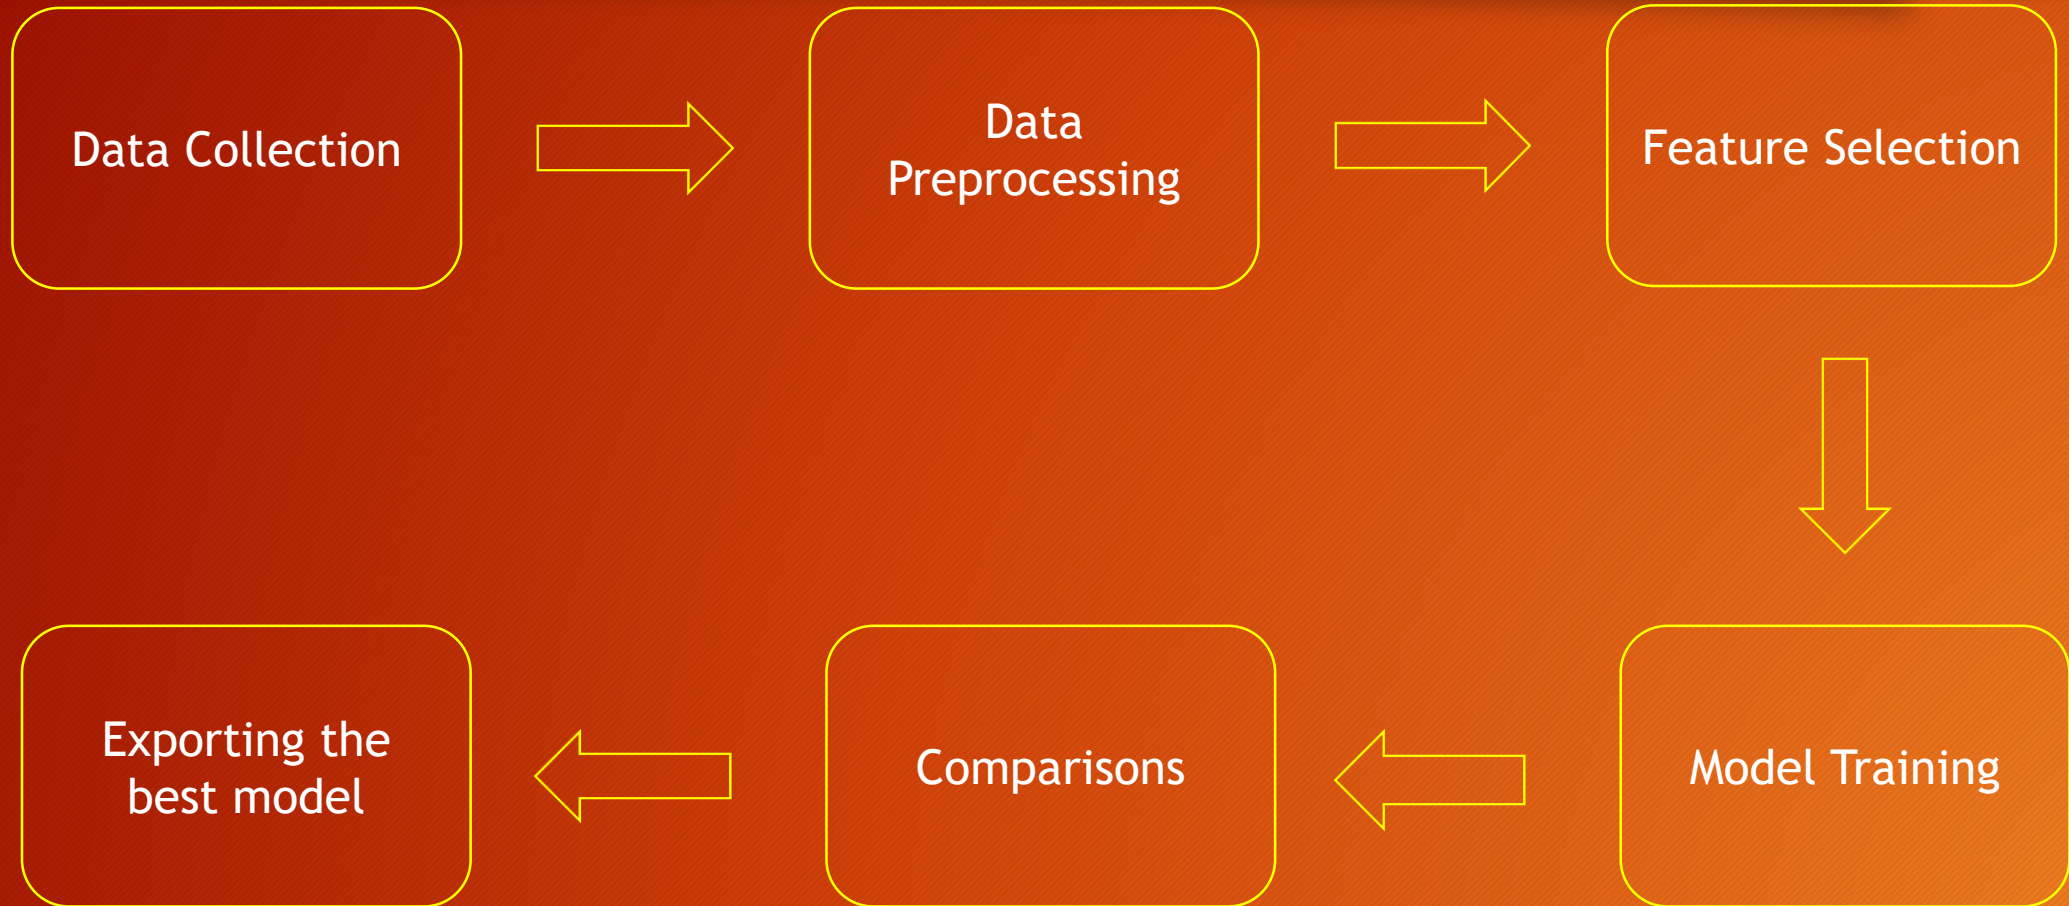 Data Collection
Data
Preprocessing
Feature Selection
Model Training
Comparisons
Exporting the
best model